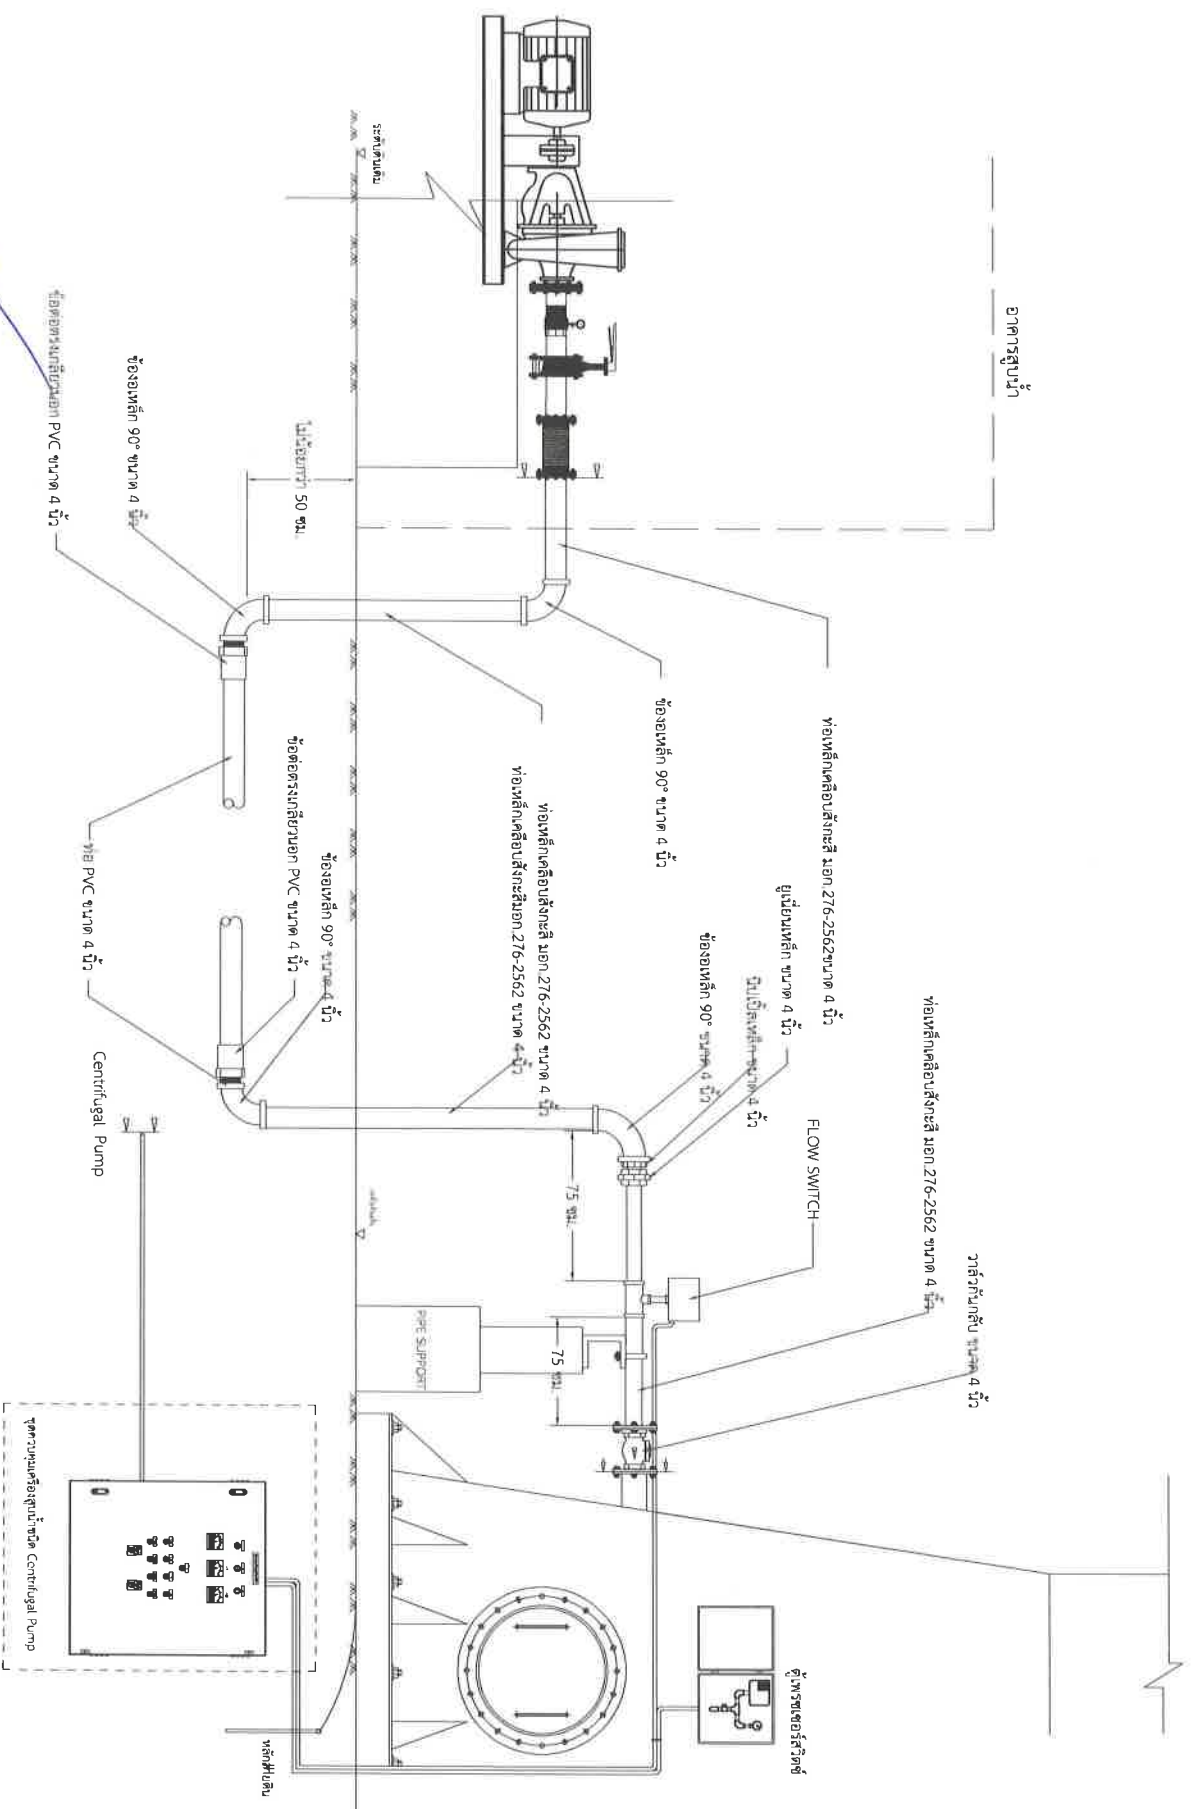 อาคารสูบน้ำ
ระดับดินเดิม
ไม่น้อยกว่า 50 ซม.
ข้องอเหล็ก 90° ขนาด 4 นิ้ว
ข้อต่อตรงเกลียวนอก PVC ขนาด 4 นิ้ว
ท่อเหล็กเคลือบสังกะสี มอก.276-2562ขนาด 4 นิ้ว
ข้องอเหล็ก 90° ขนาด 4 นิ้ว
ท่อเหล็กเคลือบสังกะสี มอก.276-2562 ขนาด 4 นิ้ว
ท่อเหล็กเคลือบสังกะสีมอก.276-2562 ขนาด 4 นิ้ว
ข้อต่อตรงเกลียวนอก PVC ขนาด 4 นิ้ว
ข้องอเหล็ก 90° ขนาด 4 นิ้ว
ท่อ PVC ขนาด 4 นิ้ว
ท่อเหล็กเคลือบสังกะสี มอก.276-2562 ขนาด 4 นิ้ว
วาล์วกันกลับ ขนาด 4 นิ้ว
ยูเนี่ยนเหล็ก ขนาด 4 นิ้ว
นิบเปิ้ลเหล็ก ขนาด 4 นิ้ว
ข้องอเหล็ก 90° ขนาด 4 นิ้ว
FLOW SWITCH
75 ซม.
75 ซม.
PIPE SUPPORT
Centrifugal Pump
ตู้เพรชเชอร์สวิตซ์
หลักสายดิน
ชุดควบคุมเครื่องสูบน้ำชนิด Centrifugal Pump